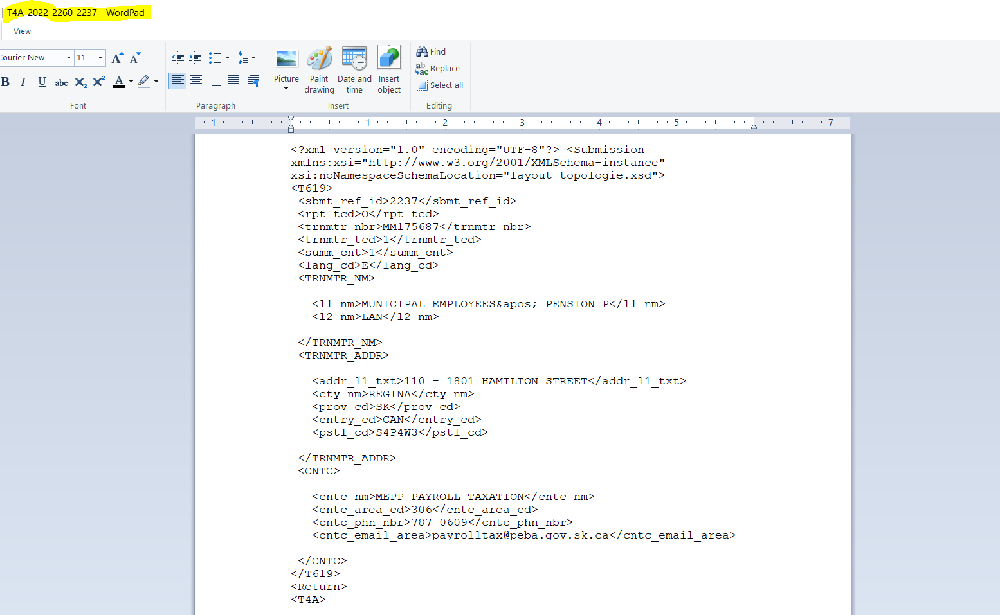 T4A-2022-2260-2237 - WordPad
View
Courier New 11 A A
B I U abc X2 X2 A
Font
Paragraph
Picture
Paint drawing
Date and time
Insert object
Insert
Find
Replace
Select all
Editing
1 1 2 3 4 5 7
<?xml version="1.0" encoding="UTF-8"?> <Submission
xmlns:xsi="http://www.w3.org/2001/XMLSchema-instance"
xsi:noNamespaceSchemaLocation="layout-topologie.xsd">
<T619>
<sbmt_ref_id>2237</sbmt_ref_id>
<rpt_tcd>O</rpt_tcd>
<trnmtr_nbr>MM175687</trnmtr_nbr>
<trnmtr_tcd>1</trnmtr_tcd>
<summ_cnt>1</summ_cnt>
<lang_cd>E</lang_cd>
<TRNMTR_NM>
<l1_nm>MUNICIPAL EMPLOYEES&apos; PENSION P</l1_nm>
<l2_nm>LAN</l2_nm>
</TRNMTR_NM>
<TRNMTR_ADDR>
<addr_l1_txt>110 - 1801 HAMILTON STREET</addr_l1_txt>
<cty_nm>REGINA</cty_nm>
<prov_cd>SK</prov_cd>
<cntry_cd>CAN</cntry_cd>
<pstl_cd>S4P4W3</pstl_cd>
</TRNMTR_ADDR>
<CNTC>
<cntc_nm>MEPP PAYROLL TAXATION</cntc_nm>
<cntc_area_cd>306</cntc_area_cd>
<cntc_phn_nbr>787-0609</cntc_phn_nbr>
<cntc_email_area>payrolltax@peba.gov.sk.ca</cntc_email_area>
</CNTC>
</T619>
<Return>
<T4A>